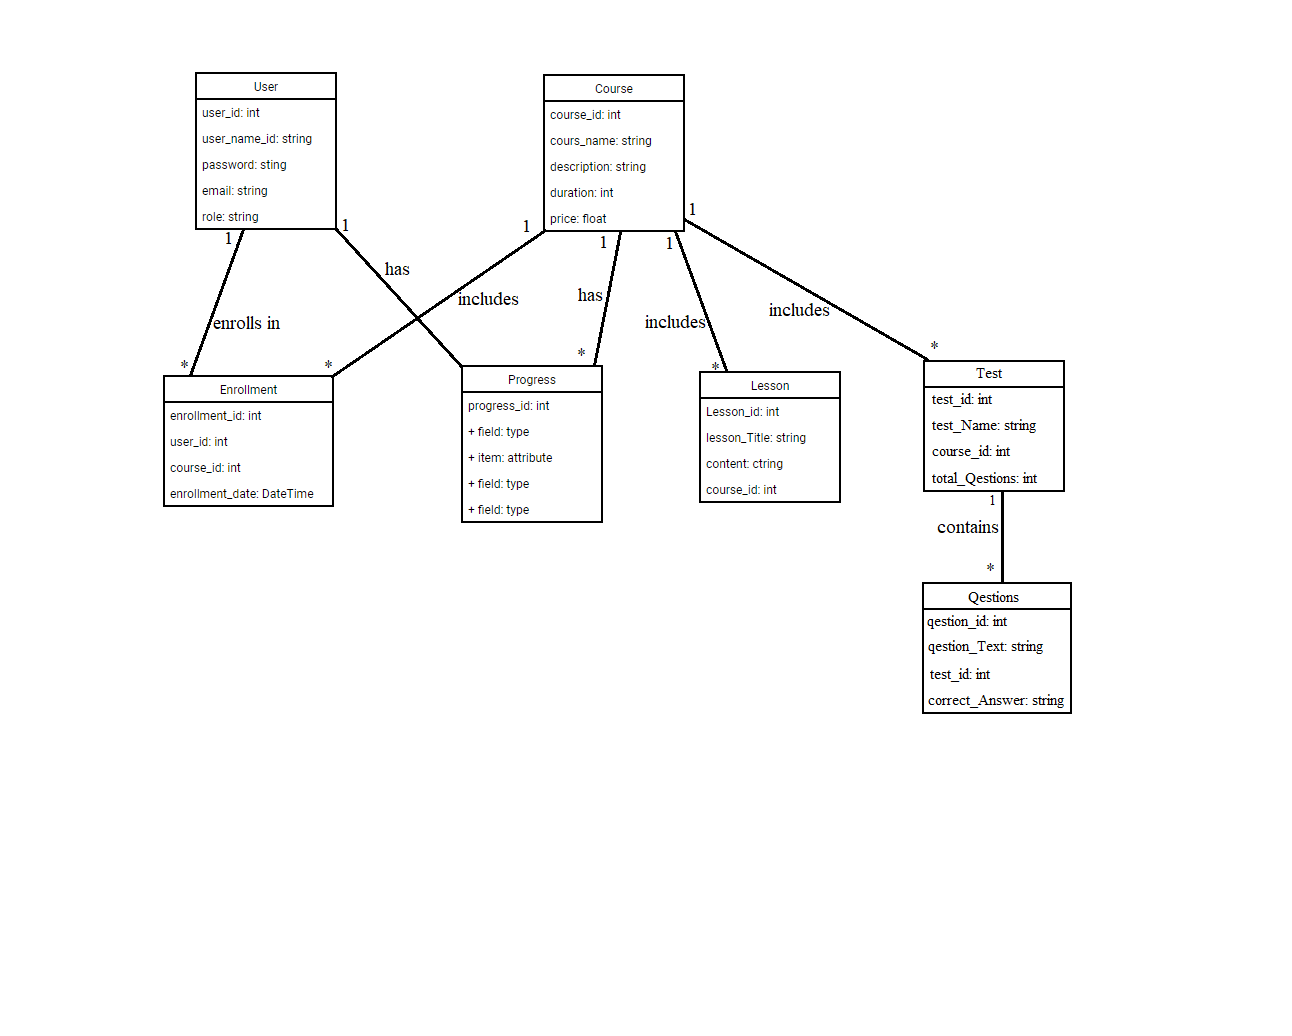 User
user_id: int
user_name_id: string
password: sting
email: string
role: string
Course
course_id: int
cours_name: string
description: string
duration: int
price: float
1
1
1
1
1
1
has
includes
has
enrolls in
includes
includes
*
*
*
*
*
Enrollment
enrollment_id: int
user_id: int
course_id: int
enrollment_date: DateTime
Progress
progress_id: int
+ field: type
+ item: attribute
+ field: type
+ field: type
Lesson
Lesson_id: int
lesson_Title: string
content: ctring
course_id: int
Test
test_id: int
test_Name: string
course_id: int
total_Qestions: int
1
contains
*
Qestions
qestion_id: int
qestion_Text: string
test_id: int
correct_Answer: string